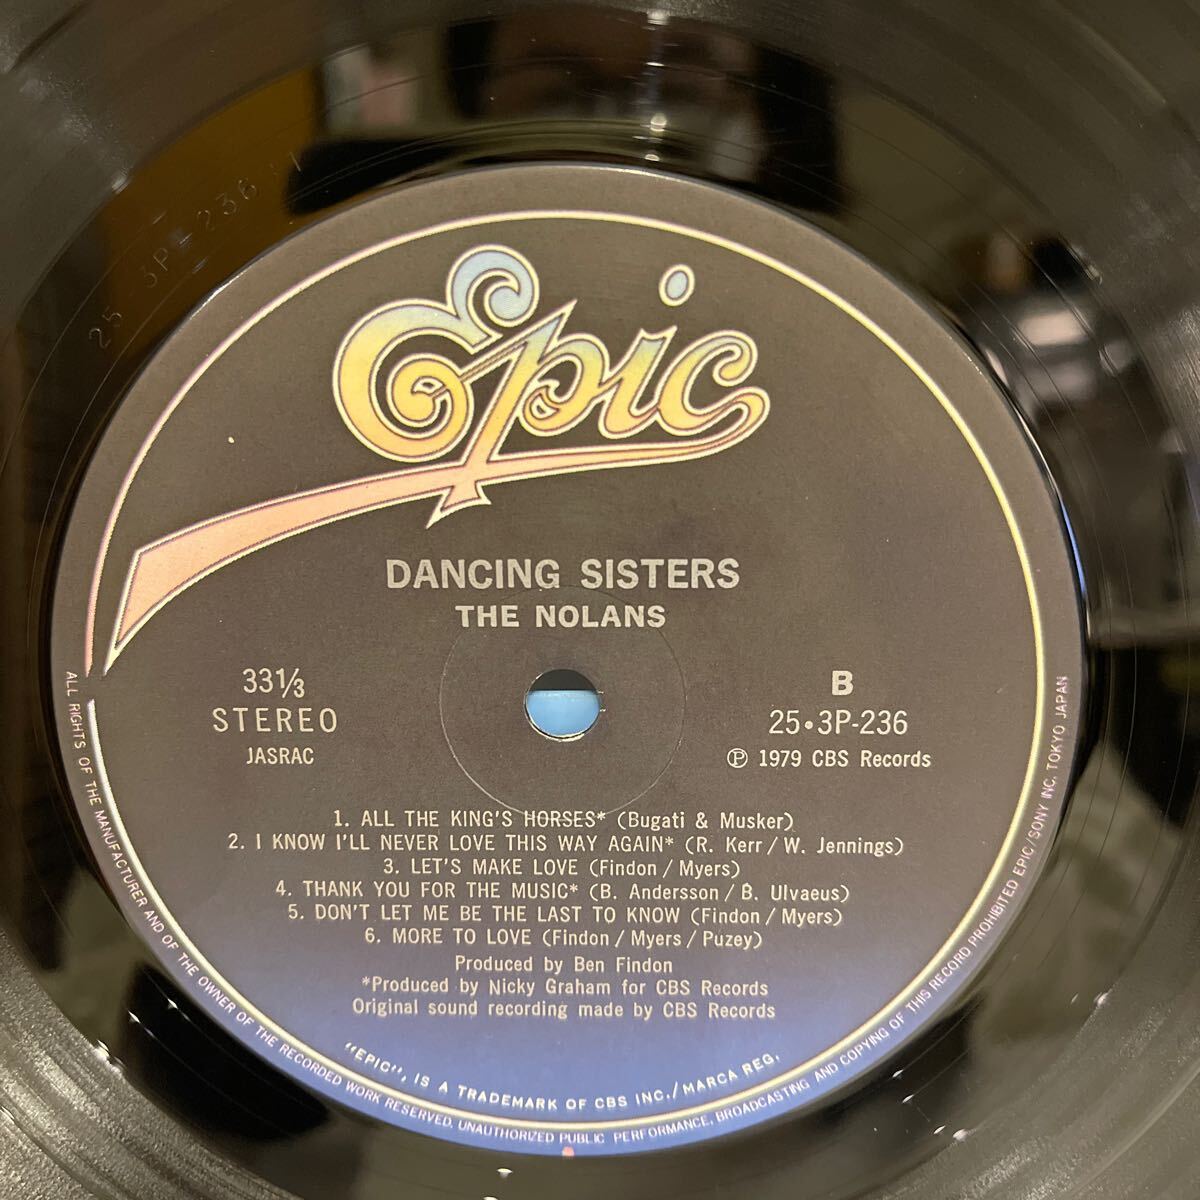 25 3P-236
Epic
DANCING SISTERS
THE NOLANS
33⅓
STEREO
JASRAC
B
25•3P-236
Ⓟ 1979 CBS Records
1. ALL THE KING'S HORSES* (Bugati & Musker)
2. I KNOW I'LL NEVER LOVE THIS WAY AGAIN* (R. Kerr / W. Jennings)
3. LET'S MAKE LOVE (Findon / Myers)
4. THANK YOU FOR THE MUSIC* (B. Andersson / B. Ulvaeus)
5. DON'T LET ME BE THE LAST TO KNOW (Findon / Myers)
6. MORE TO LOVE (Findon / Myers / Puzey)
Produced by Ben Findon
*Produced by Nicky Graham for CBS Records
Original sound recording made by CBS Records
"EPIC", IS A TRADEMARK OF CBS INC./MARCA REG.
ALL RIGHTS OF THE MANUFACTURER AND OF THE OWNER OF THE RECORDED WORK RESERVED, UNAUTHORIZED PUBLIC PERFORMANCE, BROADCASTING AND COPYING OF THIS RECORD PROHIBITED EPIC/SONY INC. TOKYO JAPAN